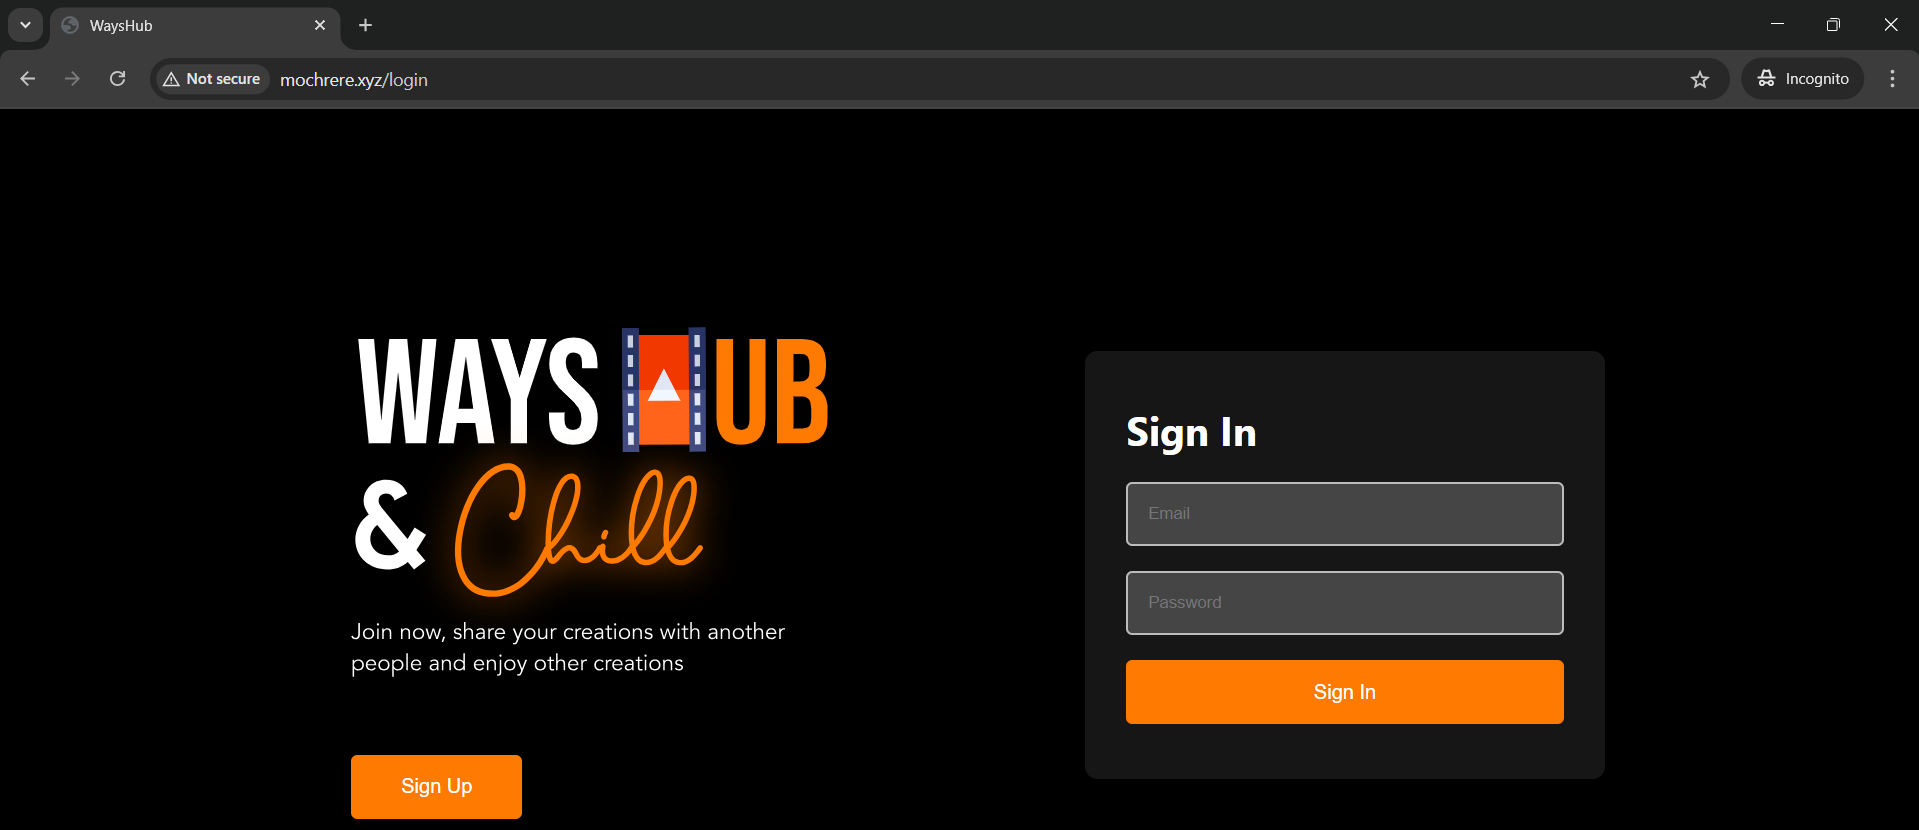 WaysHub
Not secure
mochrere.xyz/login
Incognito
WAYS HUB
& Chill
Join now, share your creations with another
people and enjoy other creations
Sign Up
Sign In
Email
Password
Sign In